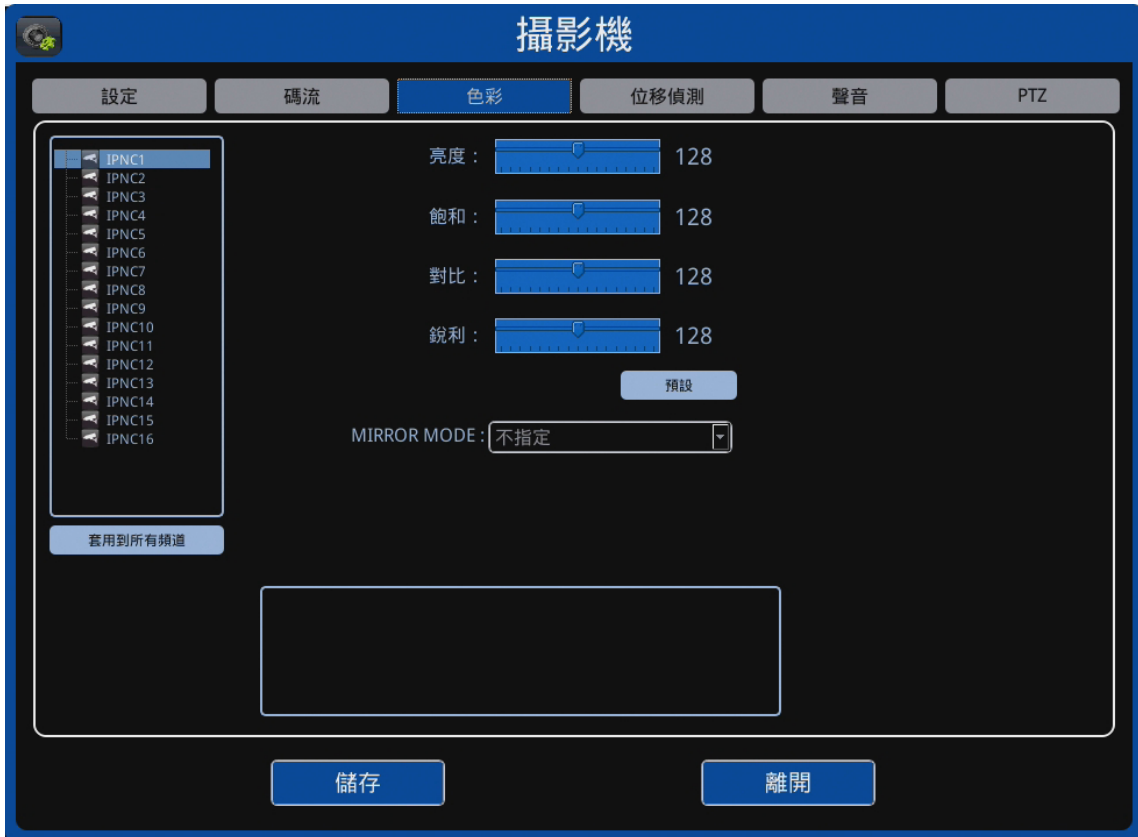 攝影機
設定 碼流 色彩 位移偵測 聲音 PTZ
IPNC1
IPNC2
IPNC3
IPNC4
IPNC5
IPNC6
IPNC7
IPNC8
IPNC9
IPNC10
IPNC11
IPNC12
IPNC13
IPNC14
IPNC15
IPNC16
套用到所有頻道
亮度 : 128
飽和 : 128
對比 : 128
銳利 : 128
預設
MIRROR MODE : 不指定
儲存 離開